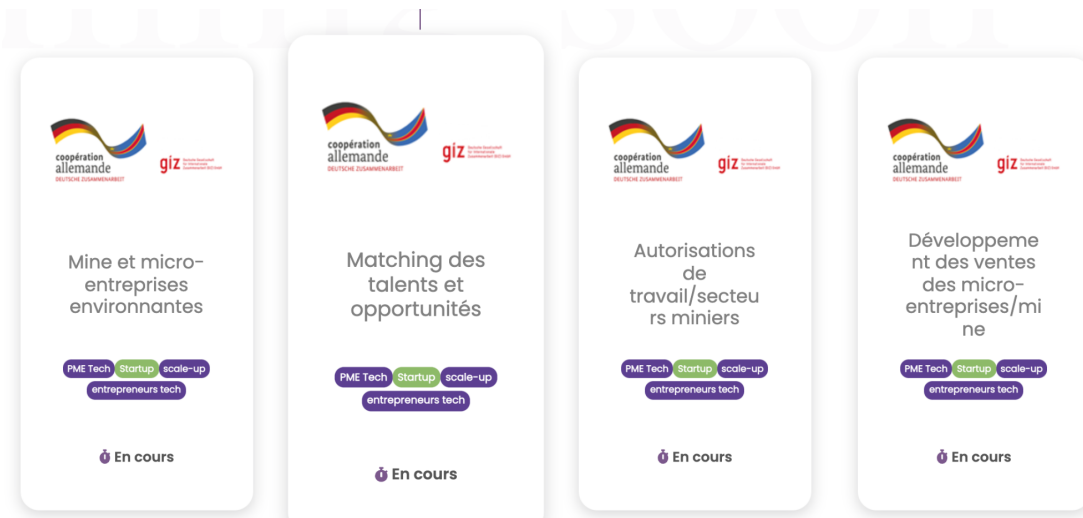 coopération
allemande
DEUTSCHE ZUSAMMENARBEIT
giz
Mine et micro-
entreprises
environnantes
PME Tech Startup scale-up
entrepreneurs tech
En cours
coopération
allemande
DEUTSCHE ZUSAMMENARBEIT
giz
Matching des
talents et
opportunités
PME Tech Startup scale-up
entrepreneurs tech
En cours
coopération
allemande
DEUTSCHE ZUSAMMENARBEIT
giz
Autorisations
de
travail/secteu
rs miniers
PME Tech Startup scale-up
entrepreneurs tech
En cours
coopération
allemande
DEUTSCHE ZUSAMMENARBEIT
giz
Développeme
nt des ventes
des micro-
entreprises/mi
ne
PME Tech Startup scale-up
entrepreneurs tech
En cours